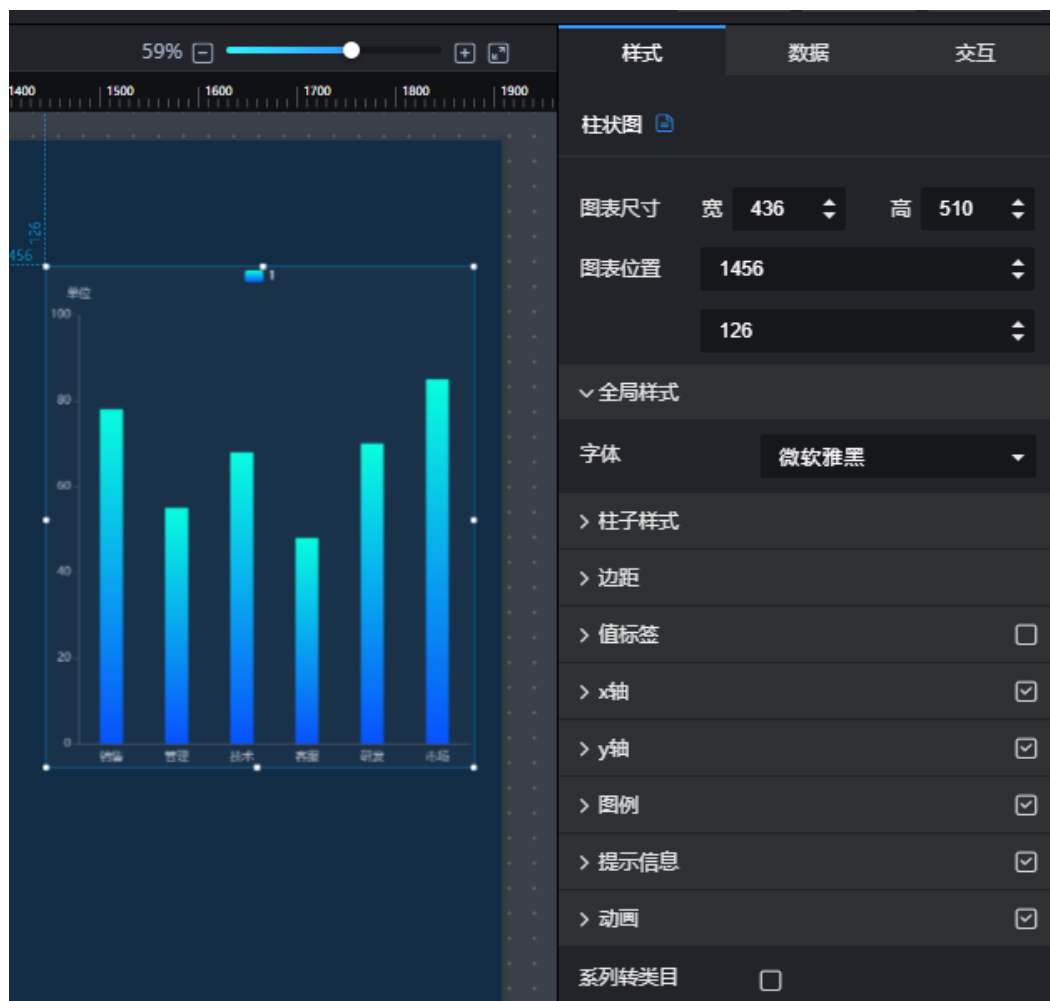 59%
样式 数据 交互
1400 1500 1600 1700 1800 1900
柱状图
图表尺寸 宽 436 高 510
126
456
图表位置 1456
126
1
单位
100
80
60
40
20
0
销售 管理 技术 客服 研发 市场
全局样式
字体 微软雅黑
柱子样式
边距
值标签
x轴
y轴
图例
提示信息
动画
系列转类目